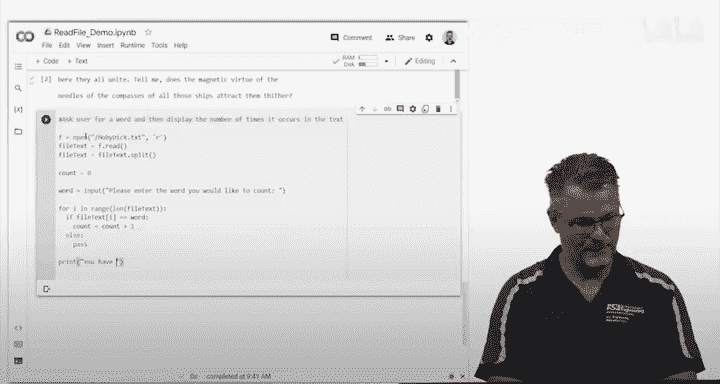 ReadFile_Demo.ipynb
File Edit View Insert Runtime Tools Help
Comment
Share
+ Code + Text
RAM
Disk
Editing
[2] here they all unite. Tell me, does the magnetic virtue of the
needles of the compasses of all those ships attract them thither?
#Ask user for a word and then display the number of times it occurs in the text
f = open("/MobyDick.txt", 'r')
fileText = f.read()
fileText = fileText.split()
count = 0
word = input("Please enter the word you would like to count: ")
for i in range(len(fileText)):
if fileText[i] == word:
count = count + 1
else:
pass
print("You have ")
0s completed at 9:41 AM